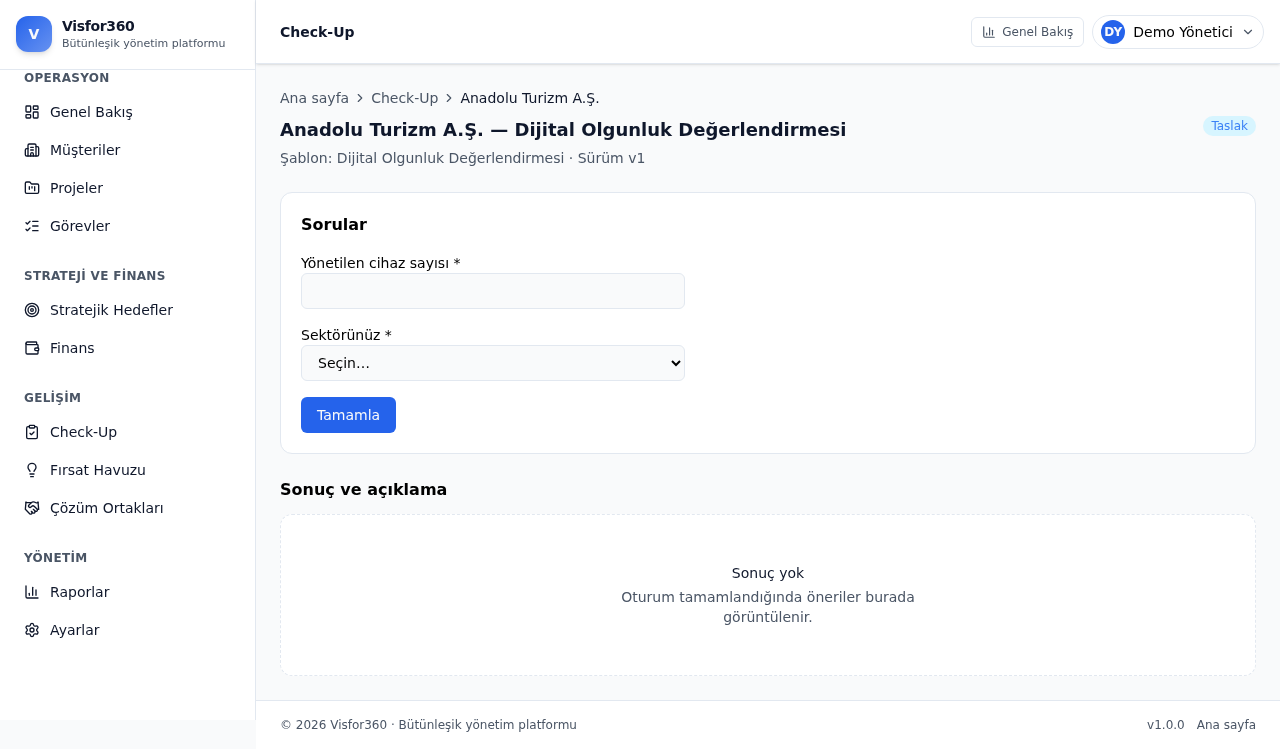 V
Visfor360
Bütünleşik yönetim platformu
OPERASYON
Genel Bakış
Müşteriler
Projeler
Görevler
STRATEJİ VE FİNANS
Stratejik Hedefler
Finans
GELİŞİM
Check-Up
Fırsat Havuzu
Çözüm Ortakları
YÖNETİM
Raporlar
Ayarlar
Check-Up
Genel Bakış
DY Demo Yönetici
Ana sayfa > Check-Up > Anadolu Turizm A.Ş.
Anadolu Turizm A.Ş. — Dijital Olgunluk Değerlendirmesi
Taslak
Şablon: Dijital Olgunluk Değerlendirmesi · Sürüm v1
Sorular
Yönetilen cihaz sayısı *
Sektörünüz *
Seçin…
Tamamla
Sonuç ve açıklama
Sonuç yok
Oturum tamamlandığında öneriler burada
görüntülenir.
© 2026 Visfor360 · Bütünleşik yönetim platformu
v1.0.0 Ana sayfa